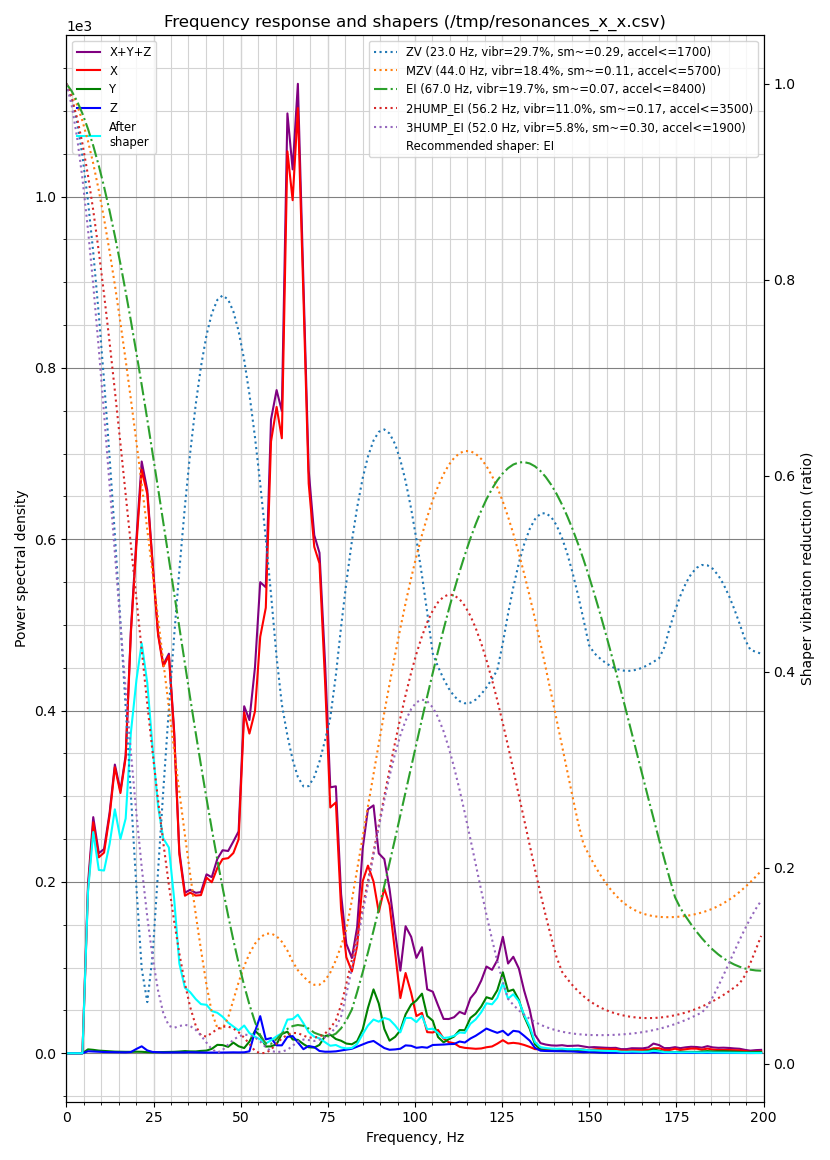 Frequency response and shapers (/tmp/resonances_x_x.csv)
1e3
X+Y+Z
X
Y
Z
After
shaper
ZV (23.0 Hz, vibr=29.7%, sm~=0.29, accel<=1700)
MZV (44.0 Hz, vibr=18.4%, sm~=0.11, accel<=5700)
EI (67.0 Hz, vibr=19.7%, sm~=0.07, accel<=8400)
2HUMP_EI (56.2 Hz, vibr=11.0%, sm~=0.17, accel<=3500)
3HUMP_EI (52.0 Hz, vibr=5.8%, sm~=0.30, accel<=1900)
Recommended shaper: EI
Power spectral density
1.0
0.8
0.6
0.4
0.2
0.0
1.0
0.8
0.6
0.4
0.2
0.0
Shaper vibration reduction (ratio)
0 25 50 75 100 125 150 175 200
Frequency, Hz